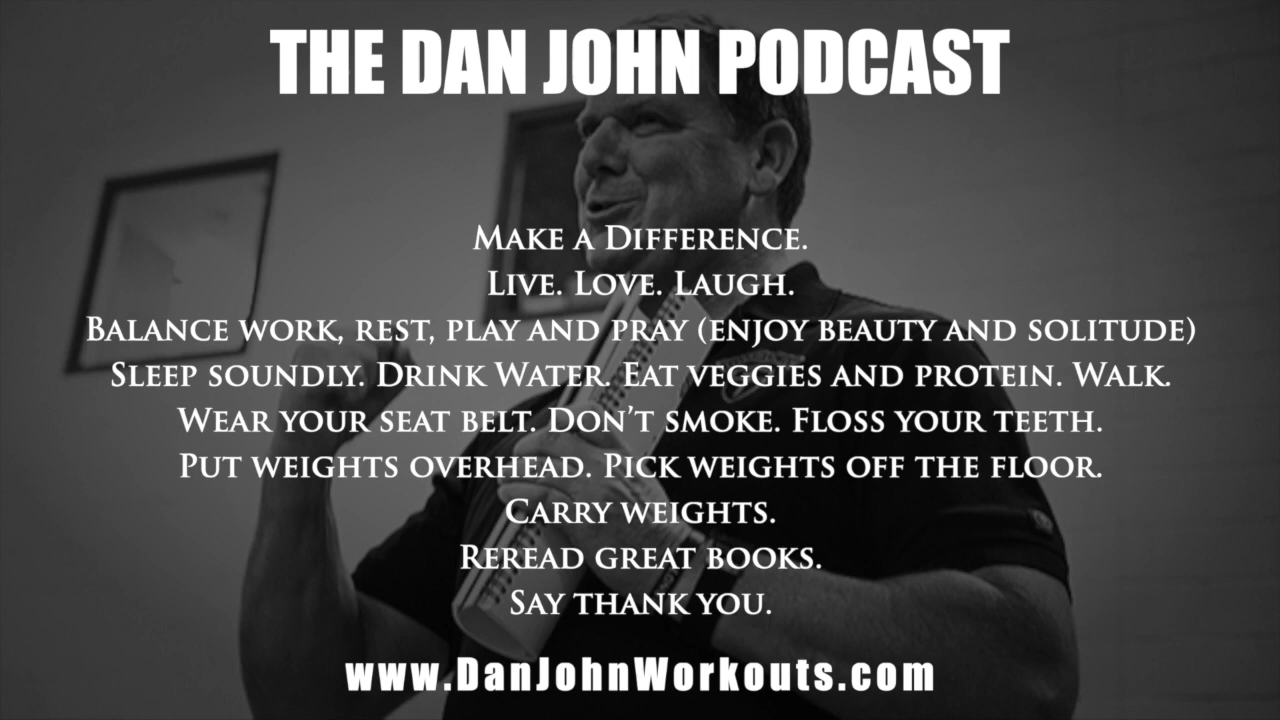 THE DAN JOHN PODCAST
Make a Difference.
Live. Love. Laugh.
Balance work, rest, play and pray (enjoy beauty and solitude)
Sleep soundly. Drink Water. Eat veggies and protein. Walk.
Wear your seat belt. Don't smoke. Floss your teeth.
Put weights overhead. Pick weights off the floor.
Carry weights.
Reread great books.
Say thank you.
www.DanJohnWorkouts.com